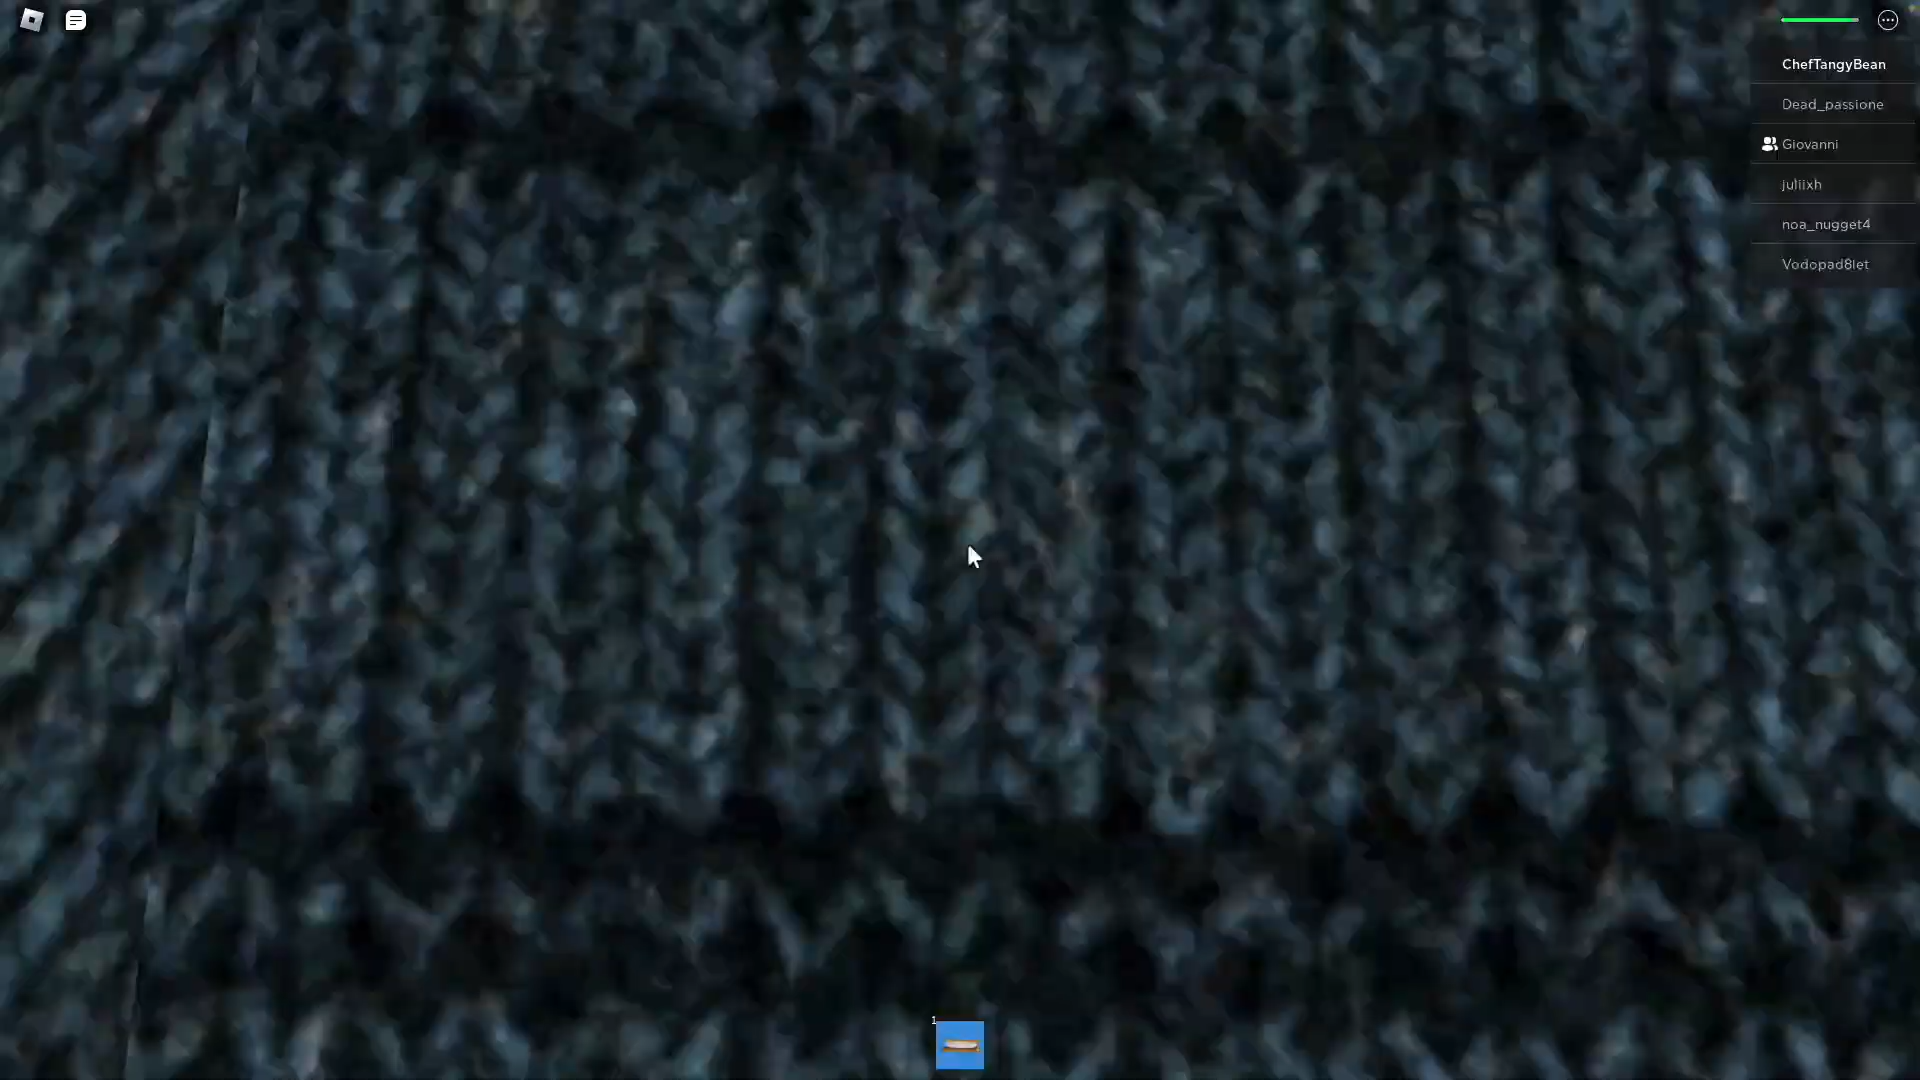 ChefTangyBean
Dead_passione
Giovanni
juliixh
noa_nugget4
Vodopad8let
1